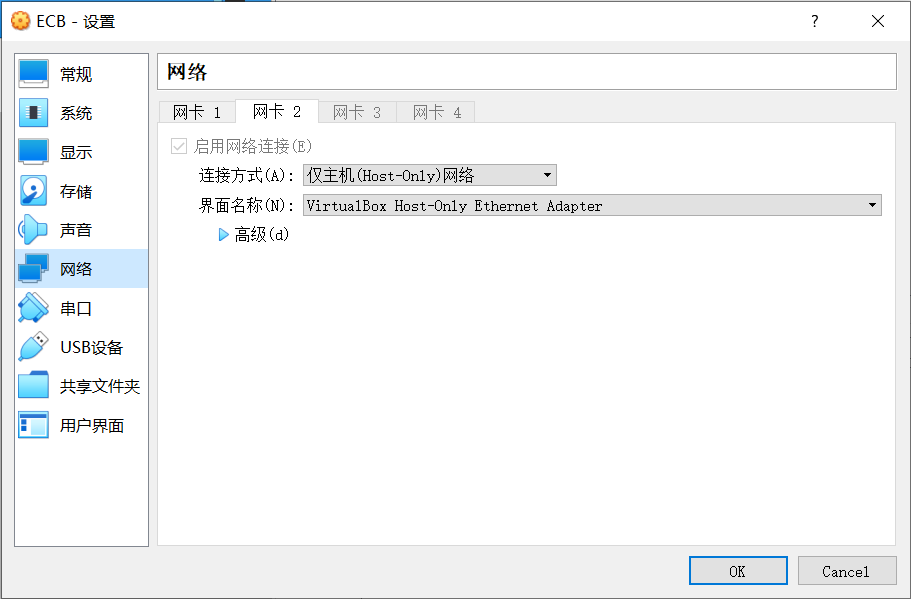 ECB - 设置
?
常规
系统
显示
存储
声音
网络
串口
USB设备
共享文件夹
用户界面
网络
网卡 1 网卡 2 网卡 3 网卡 4
启用网络连接(E)
连接方式(A): 仅主机(Host-Only)网络
界面名称(N): VirtualBox Host-Only Ethernet Adapter
高级(d)
OK Cancel